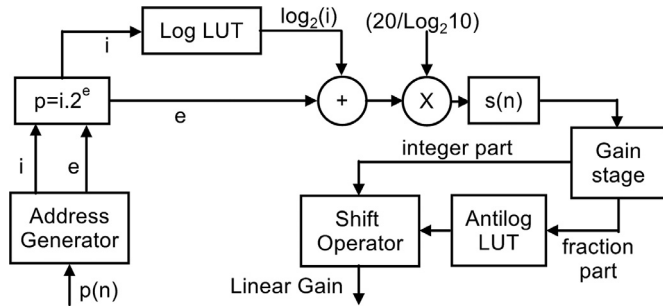 Log LUT
log₂(i)
(20/Log₂10)
i
p=i.2ᵉ
e
+
X
s(n)
integer part
Gain
stage
i
e
Address
Generator
Shift
Operator
Antilog
LUT
fraction
part
p(n)
Linear Gain